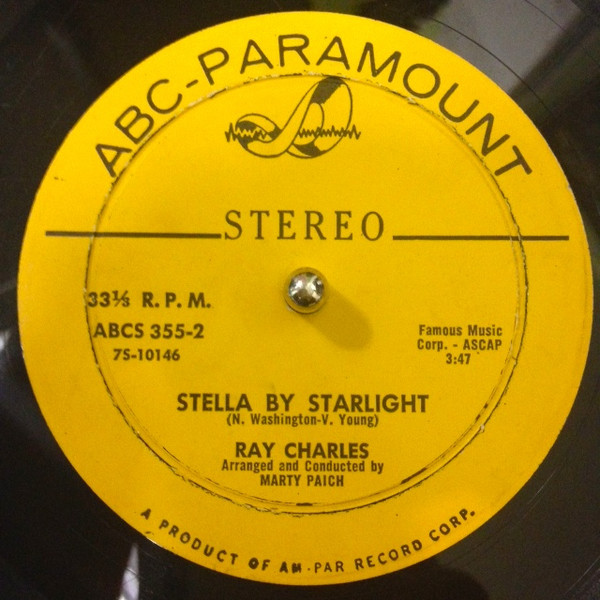 ABC-PARAMOUNT
STEREO
33⅓ R. P. M.
ABCS 355-2
7S-10146
Famous Music
Corp. - ASCAP
3:47
STELLA BY STARLIGHT
(N. Washington-V. Young)
RAY CHARLES
Arranged and Conducted by
MARTY PAICH
A PRODUCT OF AM-PAR RECORD CORP.